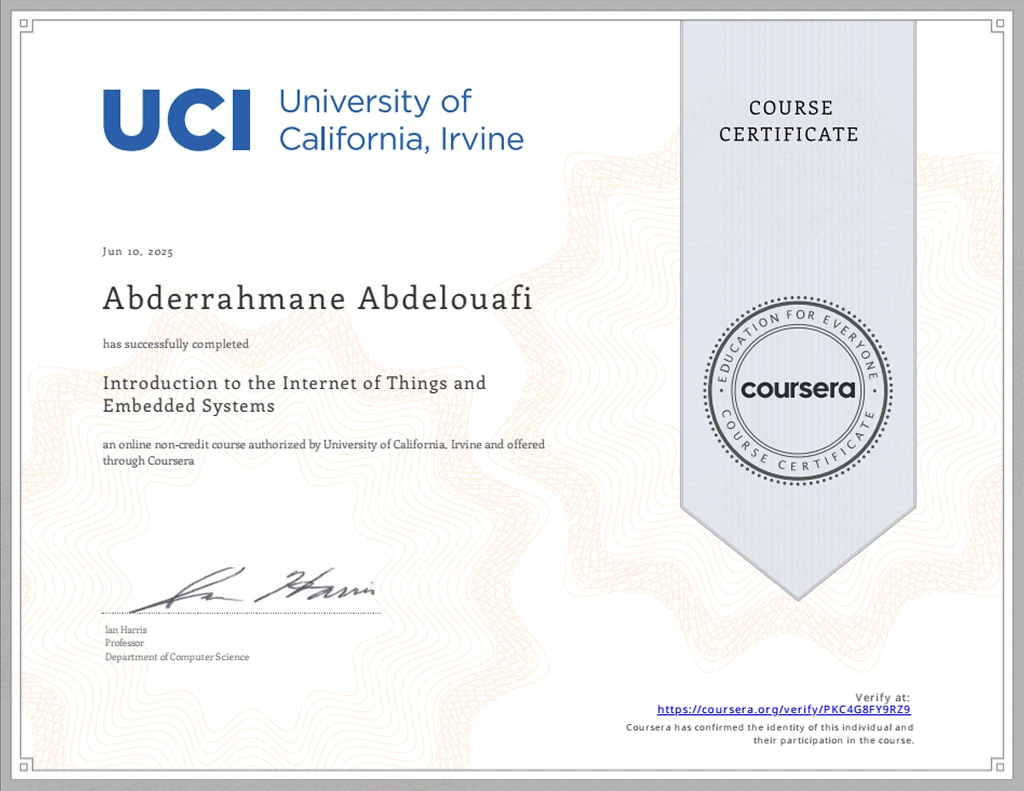 UCI University of
California, Irvine
COURSE
CERTIFICATE
Jun 10, 2025
Abderrahmane Abdelouafi
has successfully completed
Introduction to the Internet of Things and
Embedded Systems
an online non-credit course authorized by University of California, Irvine and offered
through Coursera
EDUCATION FOR EVERYONE
coursera
COURSE CERTIFICATE
Ian Harris
Ian Harris
Professor
Department of Computer Science
Verify at:
https://coursera.org/verify/PKC4G8FY9RZ9
Coursera has confirmed the identity of this individual and
their participation in the course.